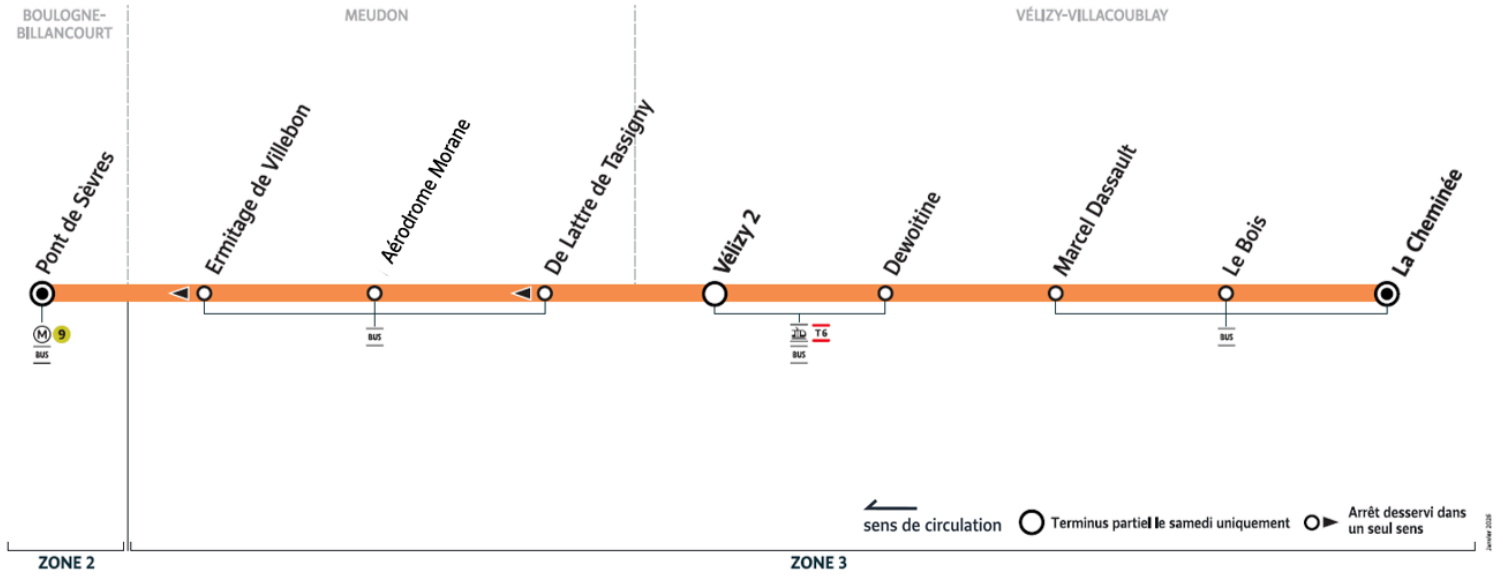 BOULOGNE-
BILLANCOURT
MEUDON
VÉLIZY-VILLACOUBLAY
Pont de Sèvres
Ermitage de Villebon
Aérodrome Morane
De Lattre de Tassigny
Vélizy 2
Dewoitine
Marcel Dassault
Le Bois
La Cheminée
M 9
BUS
BUS
T6
BUS
BUS
sens de circulation
Terminus partiel le samedi uniquement
Arrêt desservi dans
un seul sens
Janvier 2026
ZONE 2
ZONE 3